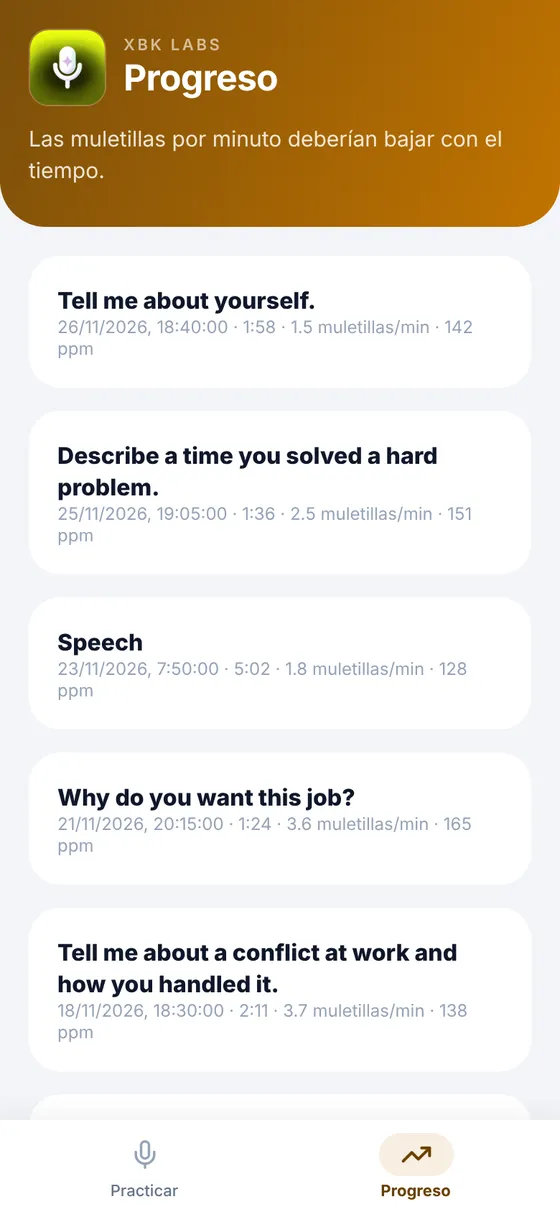 XBK LABS
Progreso
Las muletillas por minuto deberían bajar con el
tiempo.
Tell me about yourself.
26/11/2026, 18:40:00 · 1:58 · 1.5 muletillas/min · 142
ppm
Describe a time you solved a hard
problem.
25/11/2026, 19:05:00 · 1:36 · 2.5 muletillas/min · 151
ppm
Speech
23/11/2026, 7:50:00 · 5:02 · 1.8 muletillas/min · 128
ppm
Why do you want this job?
21/11/2026, 20:15:00 · 1:24 · 3.6 muletillas/min · 165
ppm
Tell me about a conflict at work and
how you handled it.
18/11/2026, 18:30:00 · 2:11 · 3.7 muletillas/min · 138
ppm
Practicar
Progreso